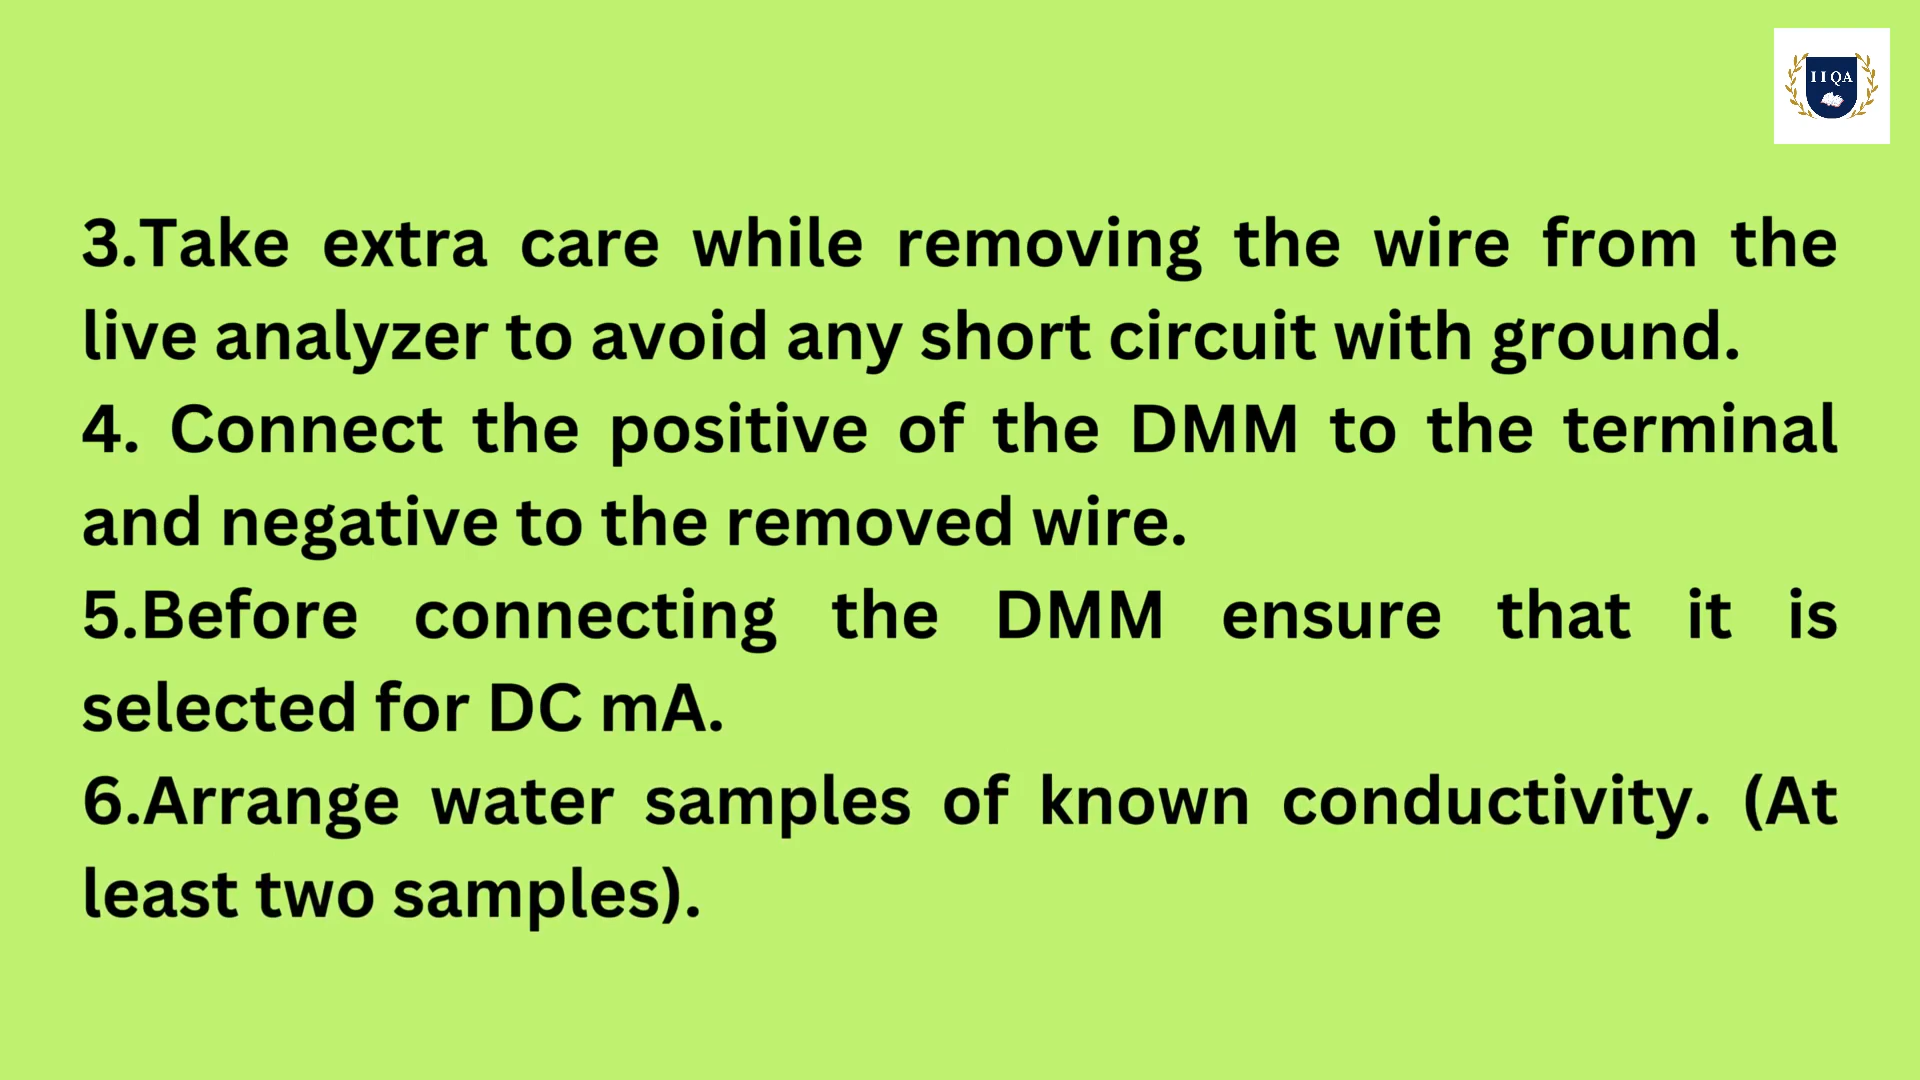 IIQA
3.Take extra care while removing the wire from the
live analyzer to avoid any short circuit with ground.
4. Connect the positive of the DMM to the terminal
and negative to the removed wire.
5.Before connecting the DMM ensure that it is
selected for DC mA.
6.Arrange water samples of known conductivity. (At
least two samples).